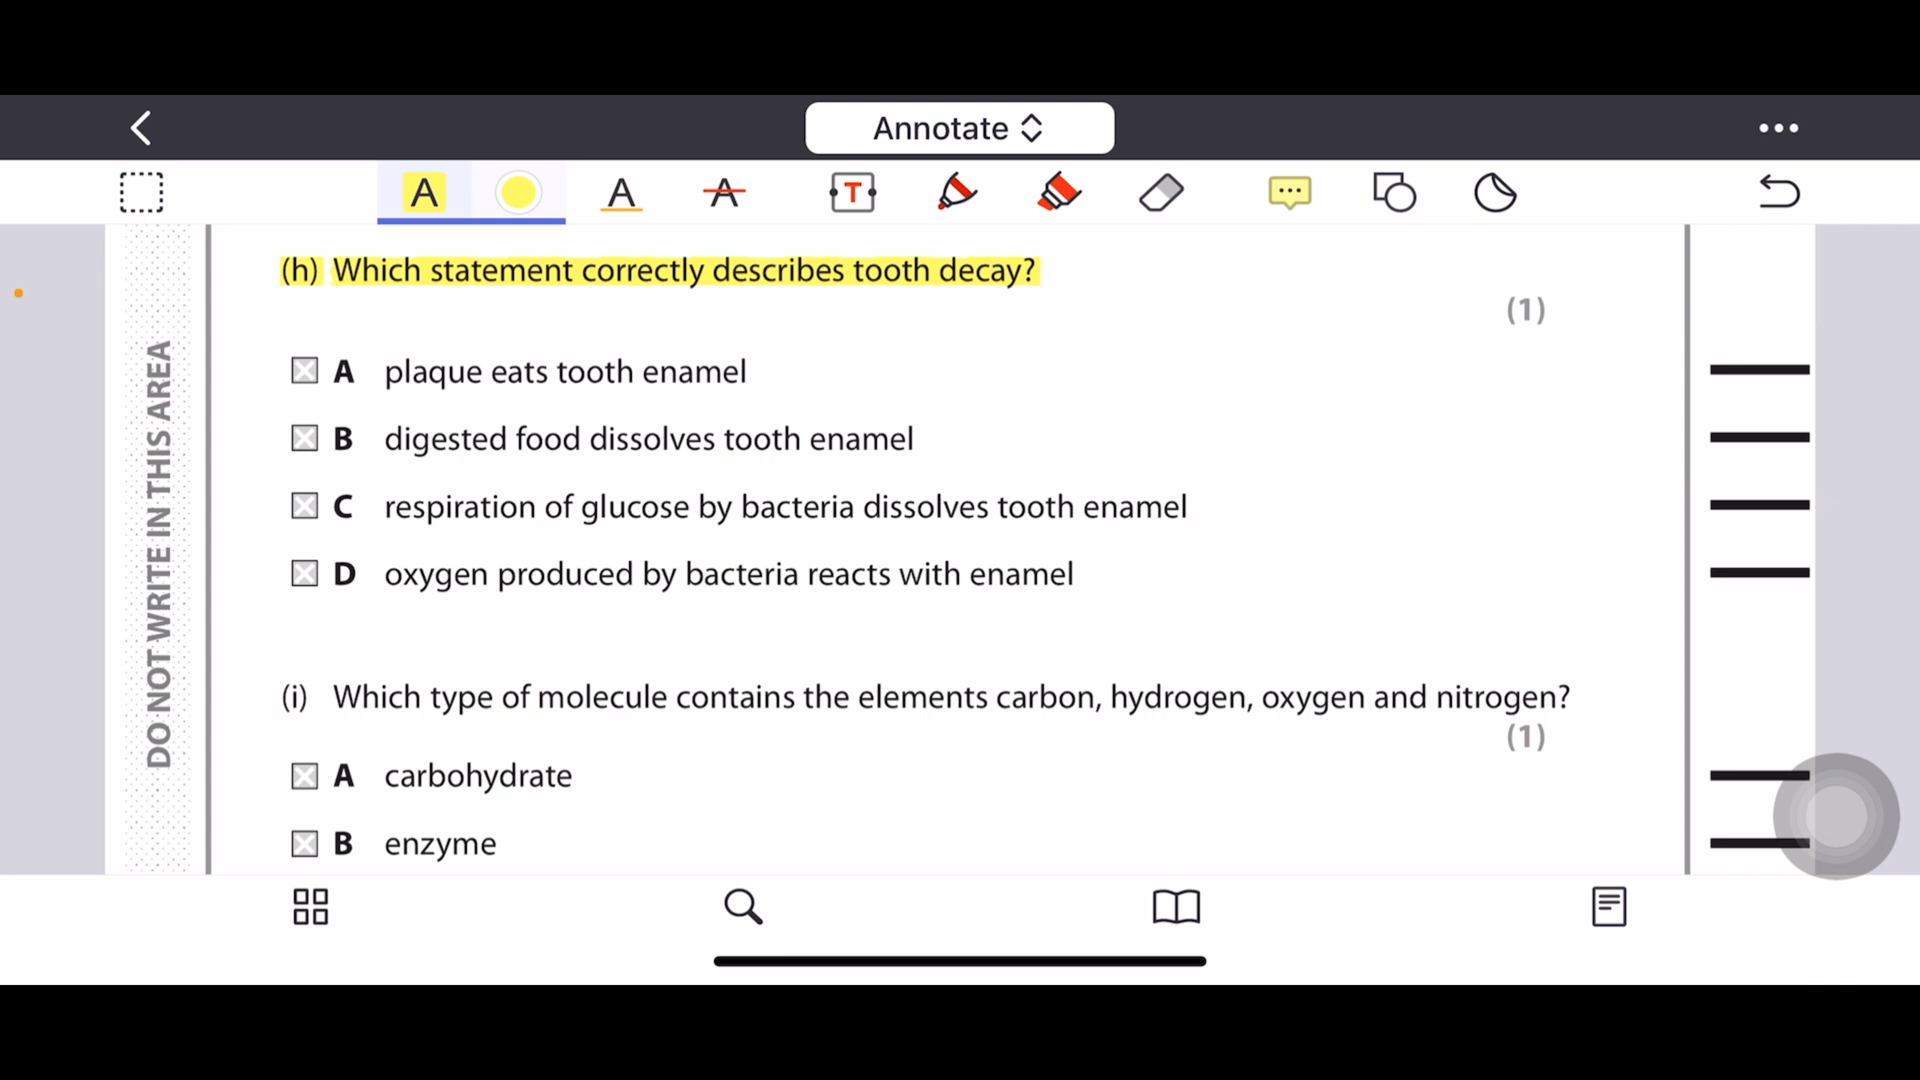 Annotate
A
A
A
T
(h) Which statement correctly describes tooth decay?
(1)
A plaque eats tooth enamel
B digested food dissolves tooth enamel
C respiration of glucose by bacteria dissolves tooth enamel
D oxygen produced by bacteria reacts with enamel
(i) Which type of molecule contains the elements carbon, hydrogen, oxygen and nitrogen?
(1)
A carbohydrate
B enzyme
DO NOT WRITE IN THIS AREA